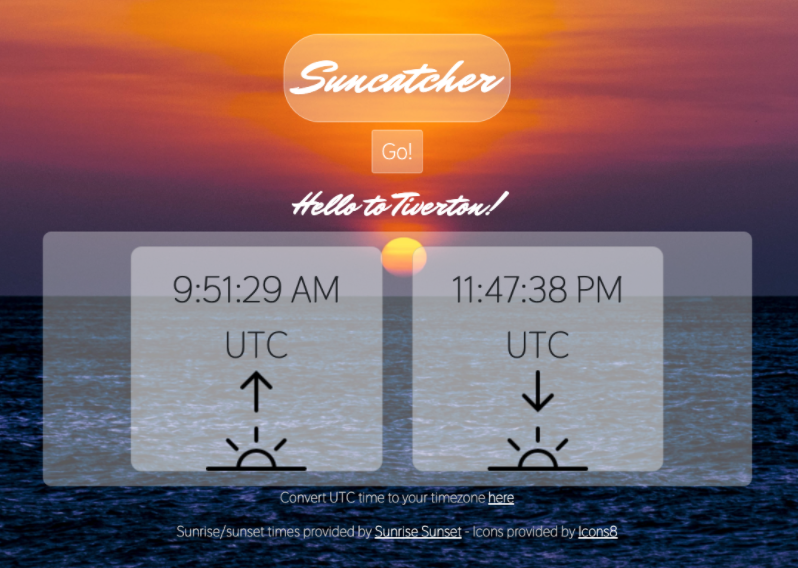 Suncatcher
Go!
Hello to Tiverton!
9:51:29 AM
UTC
11:47:38 PM
UTC
Convert UTC time to your timezone here
Sunrise/sunset times provided by Sunrise Sunset - Icons provided by Icons8